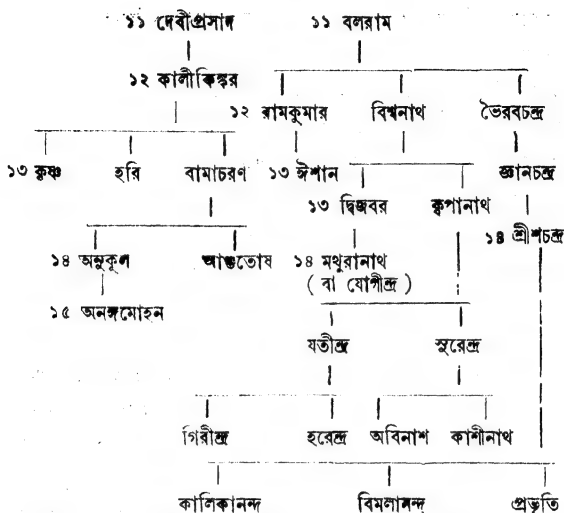 ১১ দেবীপ্রসাদ ১১ বলরাম
১২ কালীকিঙ্কর
১২ রামকুমার বিশ্বনাথ ভৈরবচন্দ্র
১৩ কৃষ্ণ হরি বামাচরণ ১৩ ঈশান জ্ঞানচন্দ্র
১৩ দ্বিজবর কৃপানাথ
১৪ শ্রীশচন্দ্র
১৪ অনুকূল আশুতোষ ১৪ মথুরানাথ
( বা যোগীন্দ্র )
১৫ অনঙ্গমোহন
যতীন্দ্র সুরেন্দ্র
গিরীন্দ্র হরেন্দ্র অবিনাশ কাশীনাথ
কালিকানন্দ বিমলানন্দ প্রভৃতি